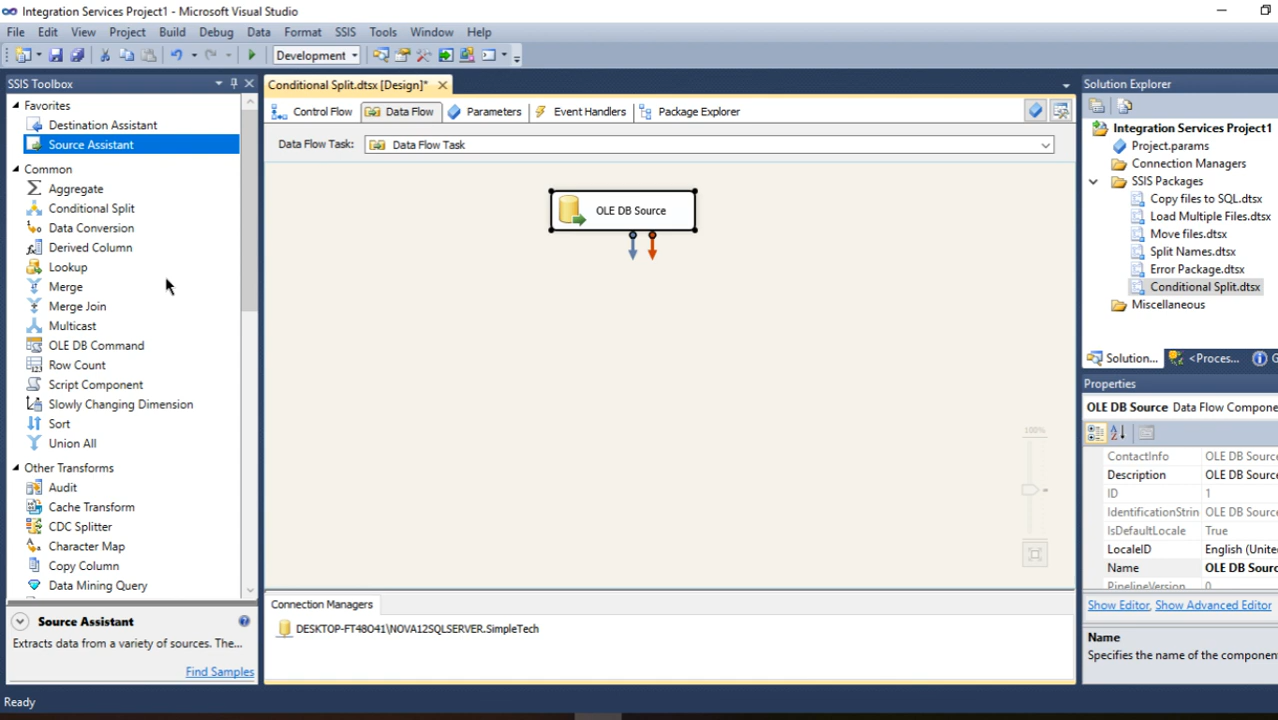 Integration Services Project1 - Microsoft Visual Studio
File Edit View Project Build Debug Data Format SSIS Tools Window Help
Development
SSIS Toolbox
Favorites
Destination Assistant
Source Assistant
Common
Aggregate
Conditional Split
Data Conversion
Derived Column
Lookup
Merge
Merge Join
Multicast
OLE DB Command
Row Count
Script Component
Slowly Changing Dimension
Sort
Union All
Other Transforms
Audit
Cache Transform
CDC Splitter
Character Map
Copy Column
Data Mining Query
Source Assistant
Extracts data from a variety of sources. The...
Find Samples
Conditional Split.dtsx [Design]*
Control Flow Data Flow Parameters Event Handlers Package Explorer
Data Flow Task: Data Flow Task
OLE DB Source
100%
Connection Managers
DESKTOP-FT48O41\NOVA12SQLSERVER.SimpleTech
Solution Explorer
Integration Services Project1
Project.params
Connection Managers
SSIS Packages
Copy files to SQL.dtsx
Load Multiple Files.dtsx
Move files.dtsx
Split Names.dtsx
Error Package.dtsx
Conditional Split.dtsx
Miscellaneous
Solution... <Proces... G
Properties
OLE DB Source Data Flow Compone
ContactInfo OLE DB Source
Description OLE DB Sourc
ID 1
IdentificationStrin OLE DB Source
IsDefaultLocale True
LocaleID English (Unite
Name OLE DB Sourc
PipelineVersion 0
Show Editor, Show Advanced Editor
Name
Specifies the name of the component
Ready